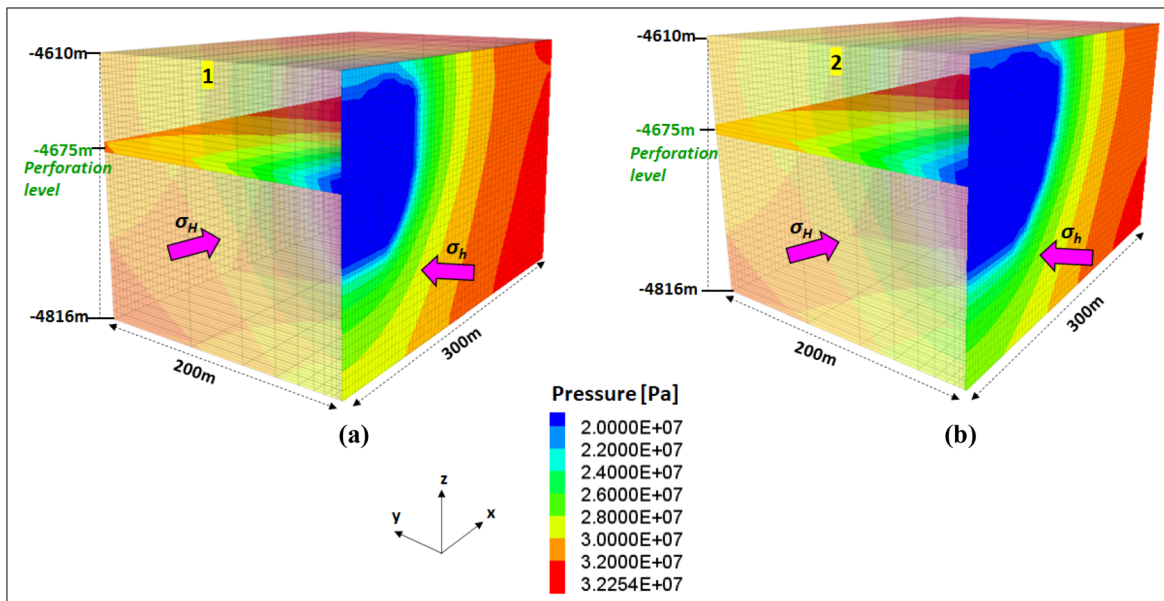 -4610m
1
-4675m
Perforation
level
σH
σh
-4816m
200m
300m
(a)
-4610m
2
-4675m
Perforation
level
σH
σh
-4816m
200m
300m
(b)
Pressure [Pa]
2.0000E+07
2.2000E+07
2.4000E+07
2.6000E+07
2.8000E+07
3.0000E+07
3.2000E+07
3.2254E+07
z
y
x